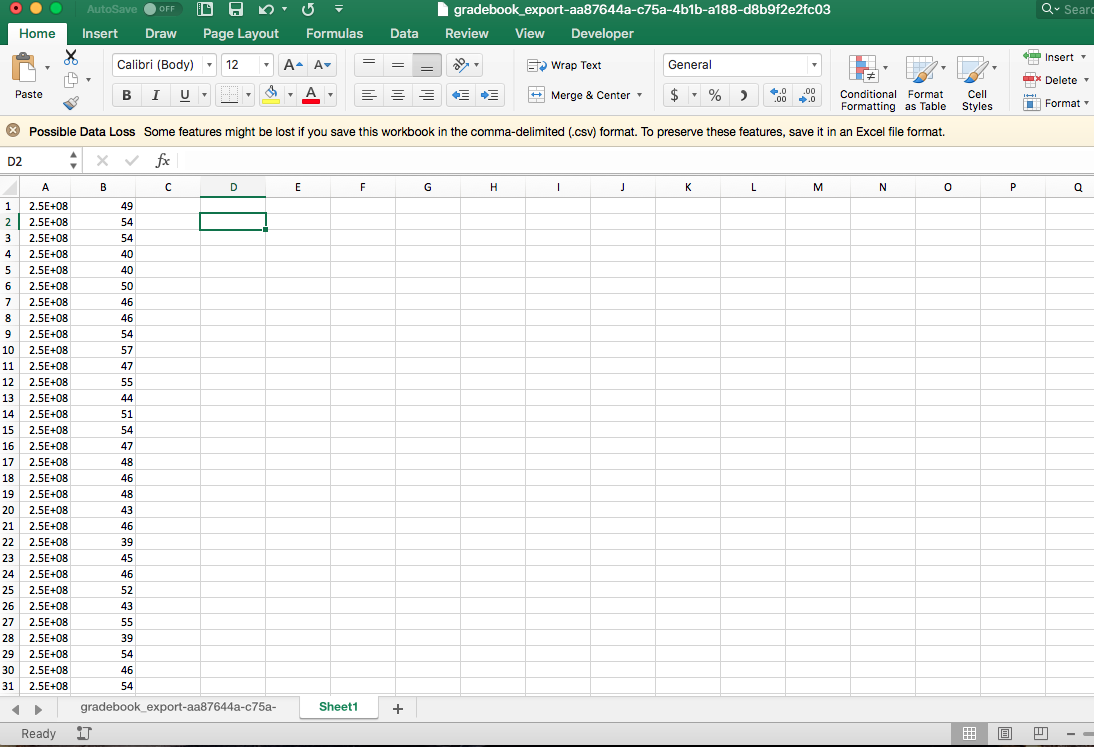 AutoSave OFF gradebook_export-aa87644a-c75a-4b1b-a188-d8b9f2e2fc03 Sear
Home Insert Draw Page Layout Formulas Data Review View Developer
Paste Calibri (Body) 12 A A Wrap Text General Insert
B I U A Merge & Center $ % Conditional Formatting Format as Table Cell Styles Delete
Format
Possible Data Loss Some features might be lost if you save this workbook in the comma-delimited (.csv) format. To preserve these features, save it in an Excel file format.
D2 fx
A B C D E F G H I J K L M N O P Q
1 2.5E+08 49
2 2.5E+08 54
3 2.5E+08 54
4 2.5E+08 40
5 2.5E+08 40
6 2.5E+08 50
7 2.5E+08 46
8 2.5E+08 46
9 2.5E+08 54
10 2.5E+08 57
11 2.5E+08 47
12 2.5E+08 55
13 2.5E+08 44
14 2.5E+08 51
15 2.5E+08 54
16 2.5E+08 47
17 2.5E+08 48
18 2.5E+08 46
19 2.5E+08 48
20 2.5E+08 43
21 2.5E+08 46
22 2.5E+08 39
23 2.5E+08 45
24 2.5E+08 46
25 2.5E+08 52
26 2.5E+08 43
27 2.5E+08 55
28 2.5E+08 39
29 2.5E+08 54
30 2.5E+08 46
31 2.5E+08 54
gradebook_export-aa87644a-c75a- Sheet1 +
Ready